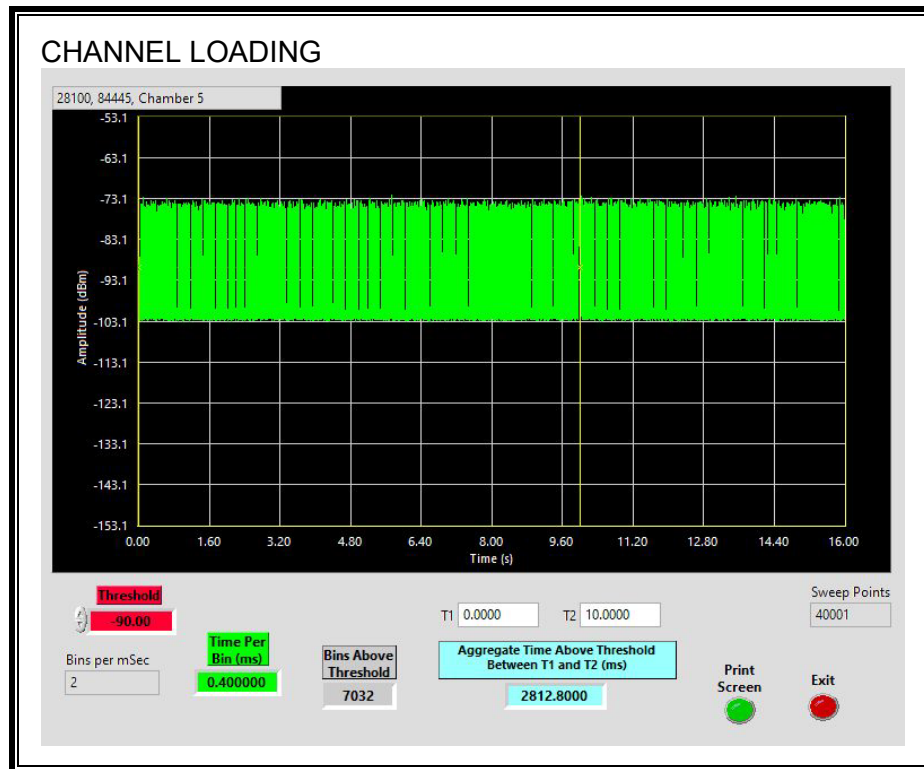 CHANNEL LOADING
28100, 84445, Chamber 5
-53.1
-63.1
-73.1
-83.1
-93.1
-103.1
-113.1
-123.1
-133.1
-143.1
-153.1
Amplitude (dBm)
0.00 1.60 3.20 4.80 6.40 8.00 9.60 11.20 12.80 14.40 16.00
Time (s)
Threshold
-90.00
Bins per mSec
2
Time Per
Bin (ms)
0.400000
Bins Above
Threshold
7032
T1 0.0000 T2 10.0000
Aggregate Time Above Threshold
Between T1 and T2 (ms)
2812.8000
Sweep Points
40001
Print
Screen
Exit